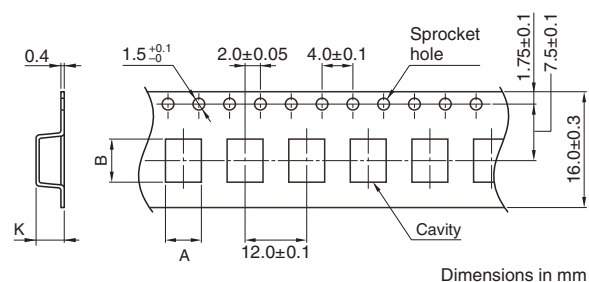 0.4
1.5 +0.1 −0
2.0±0.05
4.0±0.1
Sprocket
hole
1.75±0.1
7.5±0.1
16.0±0.3
B
K
A
12.0±0.1
Cavity
Dimensions in mm